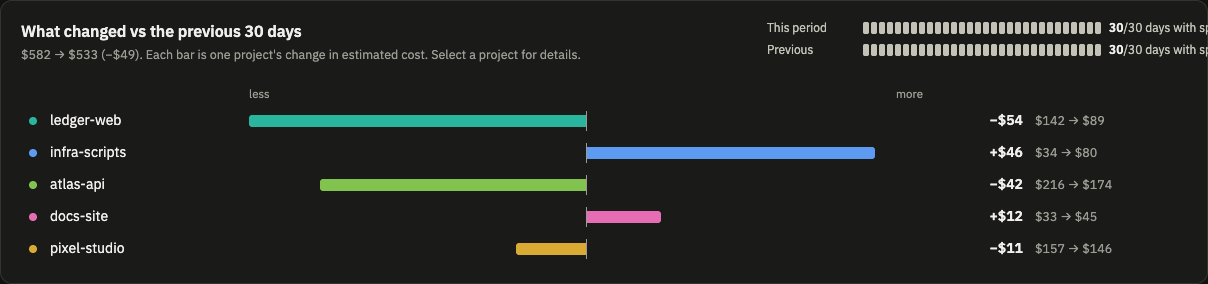 What changed vs the previous 30 days
$582 → $533 (−$49). Each bar is one project's change in estimated cost. Select a project for details.
This period 30/30 days with sp
Previous 30/30 days with sp
less more
ledger-web −$54 $142 → $89
infra-scripts +$46 $34 → $80
atlas-api −$42 $216 → $174
docs-site +$12 $33 → $45
pixel-studio −$11 $157 → $146